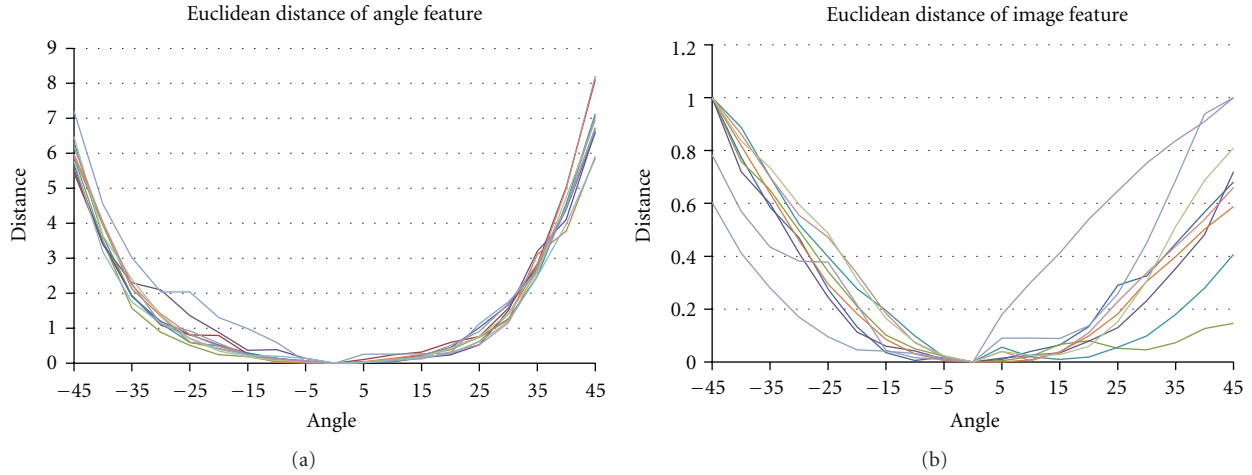 Euclidean distance of angle feature
9
8
7
6
5
4
3
2
1
0
Distance
−45 −35 −25 −15 −5 5 15 25 35 45
Angle
(a)
Euclidean distance of image feature
1.2
1
0.8
0.6
0.4
0.2
0
Distance
−45 −35 −25 −15 −5 5 15 25 35 45
Angle
(b)